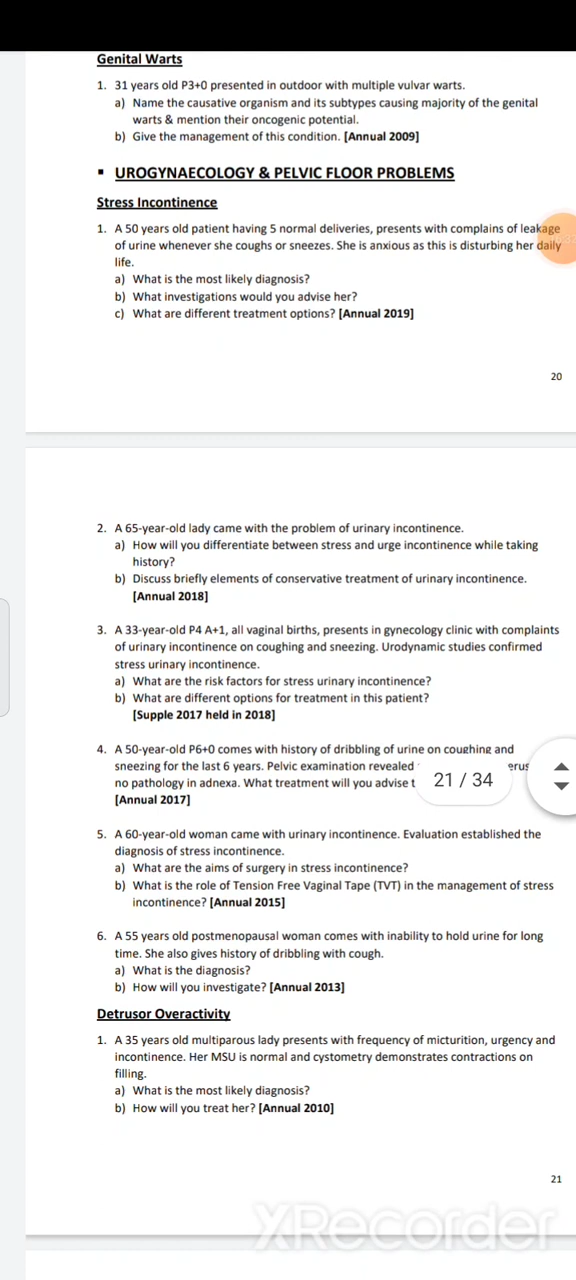 Genital Warts
1. 31 years old P3+0 presented in outdoor with multiple vulvar warts.
a) Name the causative organism and its subtypes causing majority of the genital
warts & mention their oncogenic potential.
b) Give the management of this condition. [Annual 2009]
▪ UROGYNAECOLOGY & PELVIC FLOOR PROBLEMS
Stress Incontinence
1. A 50 years old patient having 5 normal deliveries, presents with complains of leakage
of urine whenever she coughs or sneezes. She is anxious as this is disturbing her daily
life.
a) What is the most likely diagnosis?
b) What investigations would you advise her?
c) What are different treatment options? [Annual 2019]
20
2. A 65-year-old lady came with the problem of urinary incontinence.
a) How will you differentiate between stress and urge incontinence while taking
history?
b) Discuss briefly elements of conservative treatment of urinary incontinence.
[Annual 2018]
3. A 33-year-old P4 A+1, all vaginal births, presents in gynecology clinic with complaints
of urinary incontinence on coughing and sneezing. Urodynamic studies confirmed
stress urinary incontinence.
a) What are the risk factors for stress urinary incontinence?
b) What are different options for treatment in this patient?
[Supple 2017 held in 2018]
4. A 50-year-old P6+0 comes with history of dribbling of urine on coughing and
sneezing for the last 6 years. Pelvic examination revealed erus
no pathology in adnexa. What treatment will you advise t
21 / 34
[Annual 2017]
5. A 60-year-old woman came with urinary incontinence. Evaluation established the
diagnosis of stress incontinence.
a) What are the aims of surgery in stress incontinence?
b) What is the role of Tension Free Vaginal Tape (TVT) in the management of stress
incontinence? [Annual 2015]
6. A 55 years old postmenopausal woman comes with inability to hold urine for long
time. She also gives history of dribbling with cough.
a) What is the diagnosis?
b) How will you investigate? [Annual 2013]
Detrusor Overactivity
1. A 35 years old multiparous lady presents with frequency of micturition, urgency and
incontinence. Her MSU is normal and cystometry demonstrates contractions on
filling.
a) What is the most likely diagnosis?
b) How will you treat her? [Annual 2010]
21
XRecorder